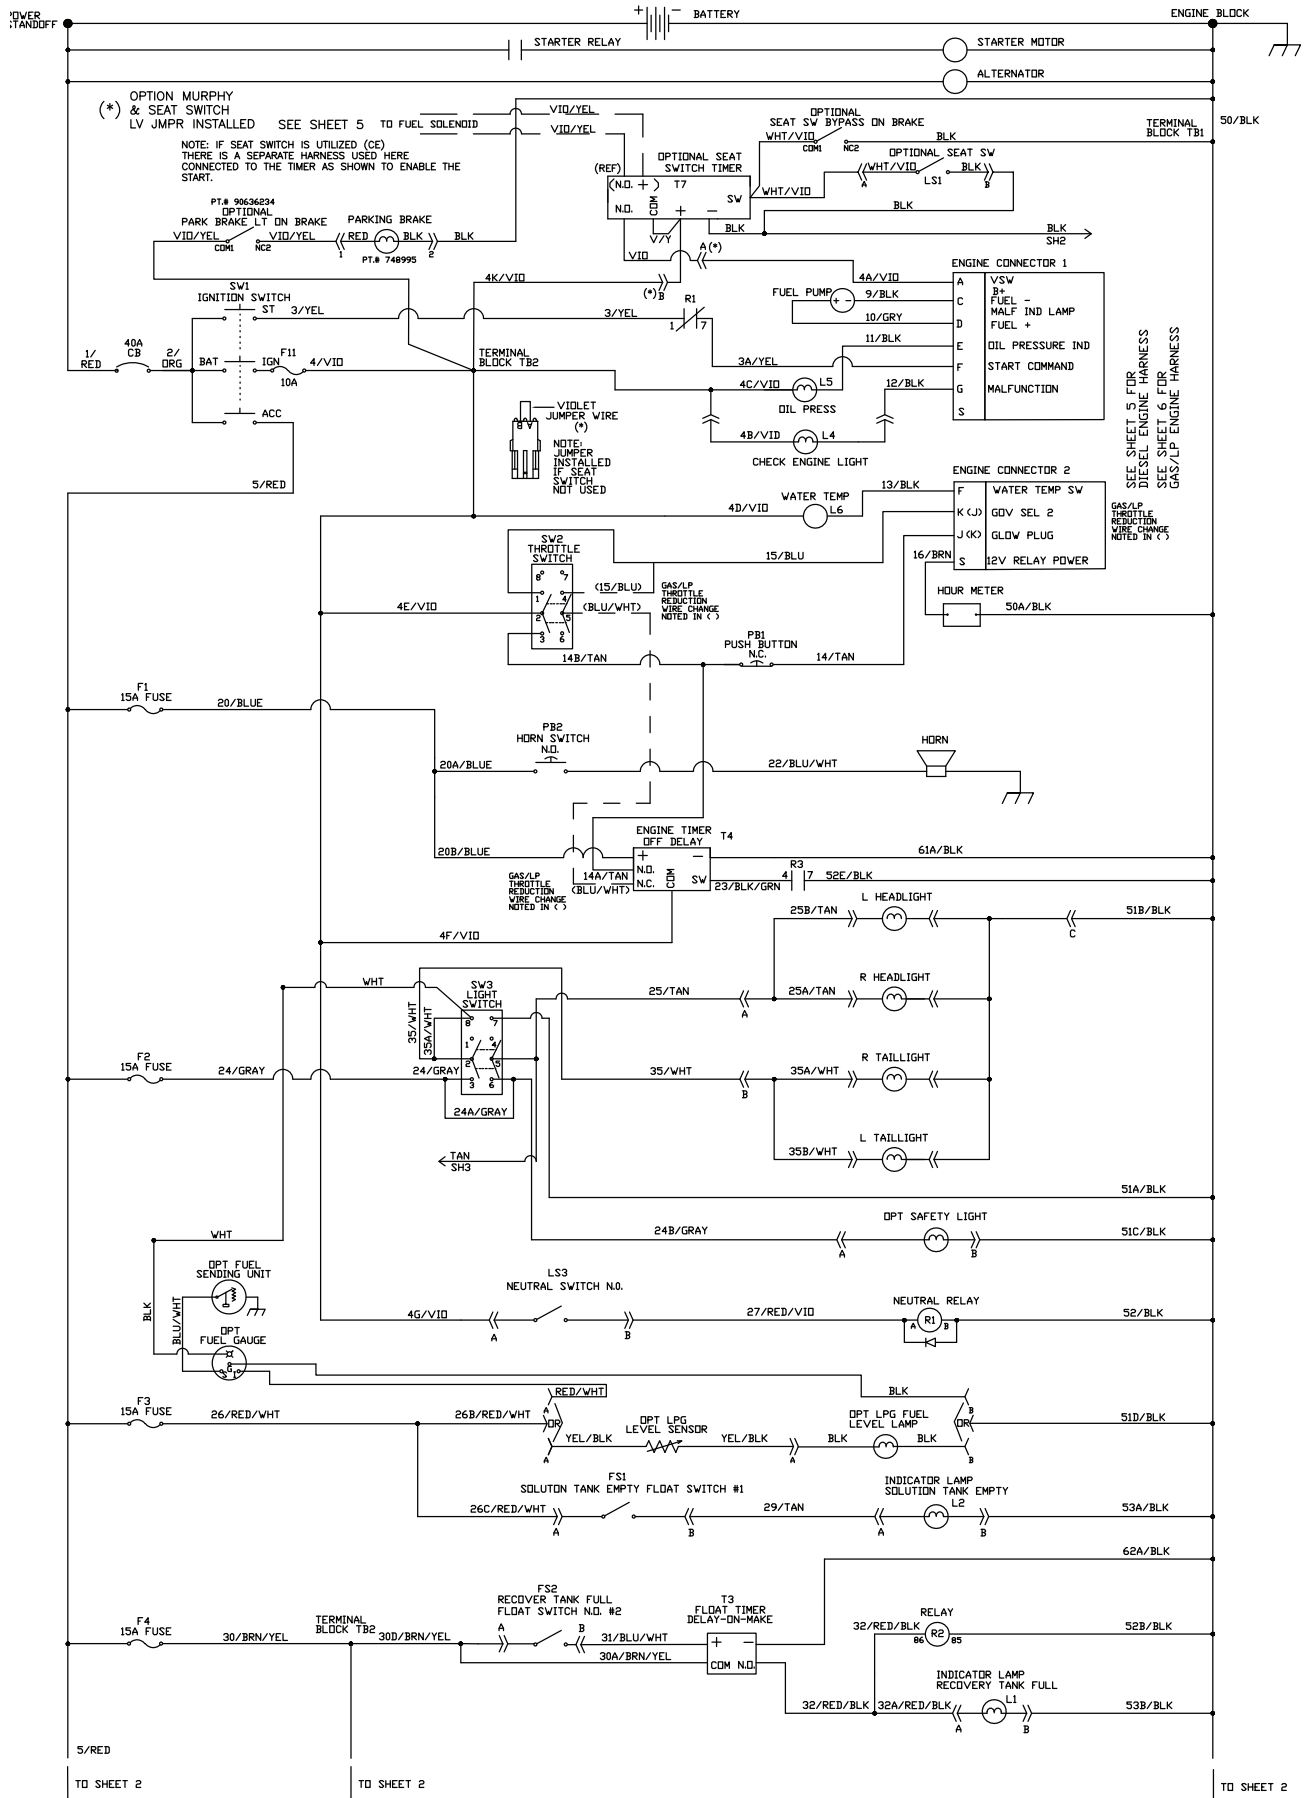 POWER
STANDOFF
+ −
BATTERY
ENGINE BLOCK
STARTER RELAY
STARTER MOTOR
ALTERNATOR
(*) OPTION MURPHY
& SEAT SWITCH
LV JMPR INSTALLED
SEE SHEET 5
TO FUEL SOLENOID
VIO/YEL
VIO/YEL
NOTE: IF SEAT SWITCH IS UTILIZED (CE)
THERE IS A SEPARATE HARNESS USED HERE
CONNECTED TO THE TIMER AS SHOWN TO ENABLE THE
START.
OPTIONAL
SEAT SW BYPASS ON BRAKE
WHT/VIO
COM1
NC2
BLK
TERMINAL
BLOCK TB1
50/BLK
OPTIONAL SEAT
SWITCH TIMER
(REF)
(N.O. +)
T7
SW
N.O.
COM
+
−
OPTIONAL SEAT SW
WHT/VIO
A
LS1
BLK
B
WHT/VIO
BLK
BLK
BLK
SH2
V/Y
VIO
A(*)
PT.# 90636234
OPTIONAL
PARK BRAKE LT ON BRAKE
VIO/YEL
COM1
NC2
VIO/YEL
PARKING BRAKE
RED
1
BLK
2
BLK
PT.# 748995
4K/VIO
(*)B
4A/VIO
ENGINE CONNECTOR 1
A VSW
B+
C FUEL −
MALF IND LAMP
D FUEL +
E OIL PRESSURE IND
F START COMMAND
G MALFUNCTION
S
FUEL PUMP
+ −
9/BLK
10/GRY
11/BLK
SW1
IGNITION SWITCH
ST
3/YEL
3/YEL
R1
1
7
3A/YEL
1/
RED
40A
CB
2/
ORG
BAT
IGN
F11
10A
4/VIO
TERMINAL
BLOCK TB2
ACC
5/RED
4C/VIO
L5
OIL PRESS
12/BLK
4B/VIO
L4
CHECK ENGINE LIGHT
VIOLET
JUMPER WIRE
(*)
B A
NOTE:
JUMPER
INSTALLED
IF SEAT
SWITCH
NOT USED
SEE SHEET 5 FOR
DIESEL ENGINE HARNESS
SEE SHEET 6 FOR
GAS/LP ENGINE HARNESS
ENGINE CONNECTOR 2
F WATER TEMP SW
K(J) GOV SEL 2
J(K) GLOW PLUG
S 12V RELAY POWER
GAS/LP
THROTTLE
REDUCTION
WIRE CHANGE
NOTED IN ( )
WATER TEMP
L6
4D/VIO
13/BLK
SW2
THROTTLE
SWITCH
8
7
1
4
2
5
3
6
(15/BLU)
(BLU/WHT)
GAS/LP
THROTTLE
REDUCTION
WIRE CHANGE
NOTED IN ( )
15/BLU
16/BRN
HOUR METER
50A/BLK
4E/VIO
14B/TAN
PB1
PUSH BUTTON
N.C.
14/TAN
F1
15A FUSE
20/BLUE
PB2
HORN SWITCH
N.O.
20A/BLUE
22/BLU/WHT
HORN
ENGINE TIMER
OFF DELAY
T4
20B/BLUE
+
−
N.O.
N.C.
COM
SW
14A/TAN
(BLU/WHT)
GAS/LP
THROTTLE
REDUCTION
WIRE CHANGE
NOTED IN ( )
61A/BLK
R3
4
7
23/BLK/GRN
52E/BLK
4F/VIO
L HEADLIGHT
25B/TAN
51B/BLK
C
WHT
35/WHT
35A/WHT
SW3
LIGHT
SWITCH
8
7
1
4
2
5
3
6
25/TAN
A
R HEADLIGHT
25A/TAN
F2
15A FUSE
24/GRAY
24/GRAY
24A/GRAY
35/WHT
B
R TAILLIGHT
35A/WHT
L TAILLIGHT
35B/WHT
TAN
SH3
51A/BLK
24B/GRAY
OPT SAFETY LIGHT
A
B
51C/BLK
WHT
OPT FUEL
SENDING UNIT
BLK
BLU/WHT
OPT
FUEL GAUGE
G
S
I
LS3
NEUTRAL SWITCH N.O.
4G/VIO
A
B
27/RED/VIO
NEUTRAL RELAY
A R1 B
52/BLK
F3
15A FUSE
26/RED/WHT
26B/RED/WHT
RED/WHT
A
OR
A
BLK
B
OR
B
51D/BLK
YEL/BLK
OPT LPG
LEVEL SENSOR
YEL/BLK
A
BLK
OPT LPG FUEL
LEVEL LAMP
BLK
FS1
SOLUTON TANK EMPTY FLOAT SWITCH #1
26C/RED/WHT
A
B
29/TAN
INDICATOR LAMP
SOLUTION TANK EMPTY
L2
A
B
53A/BLK
62A/BLK
F4
15A FUSE
30/BRN/YEL
TERMINAL
BLOCK TB2
30D/BRN/YEL
FS2
RECOVER TANK FULL
FLOAT SWITCH N.O. #2
A
B
31/BLU/WHT
30A/BRN/YEL
T3
FLOAT TIMER
DELAY-ON-MAKE
+ −
COM N.O.
RELAY
32/RED/BLK
86 R2 85
52B/BLK
32/RED/BLK
32A/RED/BLK
INDICATOR LAMP
RECOVERY TANK FULL
L1
A
B
53B/BLK
5/RED
TO SHEET 2
TO SHEET 2
TO SHEET 2